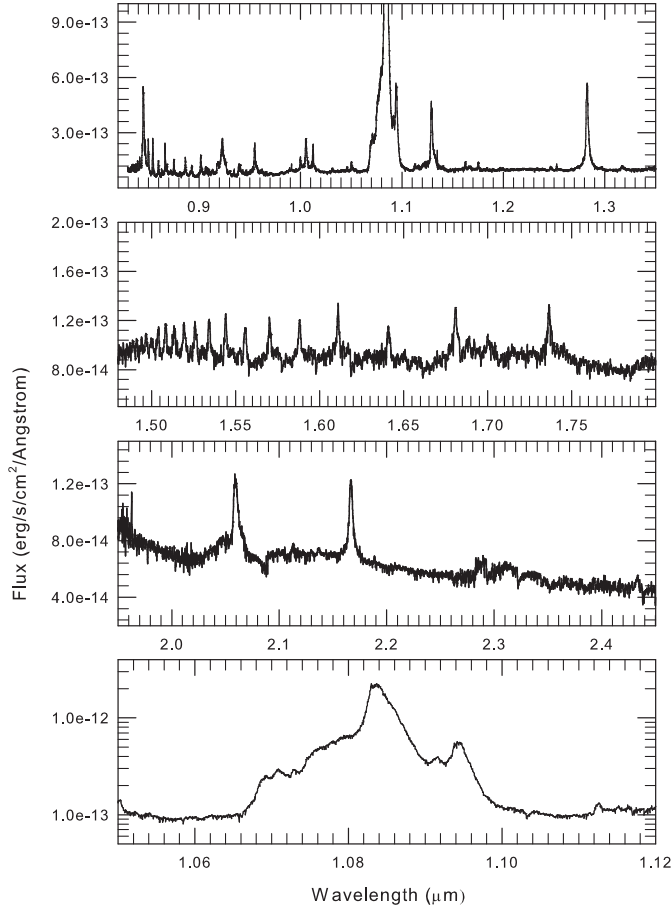 9.0e-13
6.0e-13
3.0e-13
0.9 1.0 1.1 1.2 1.3
2.0e-13
1.6e-13
1.2e-13
8.0e-14
1.50 1.55 1.60 1.65 1.70 1.75
Flux (erg/s/cm²/Angstrom)
1.2e-13
8.0e-14
4.0e-14
2.0 2.1 2.2 2.3 2.4
1.0e-12
1.0e-13
1.06 1.08 1.10 1.12
Wavelength (μm)